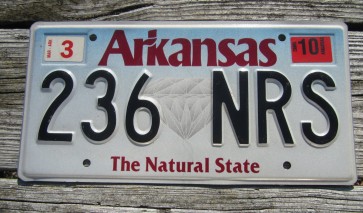 3 Arkansas 10
236 NRS
The Natural State